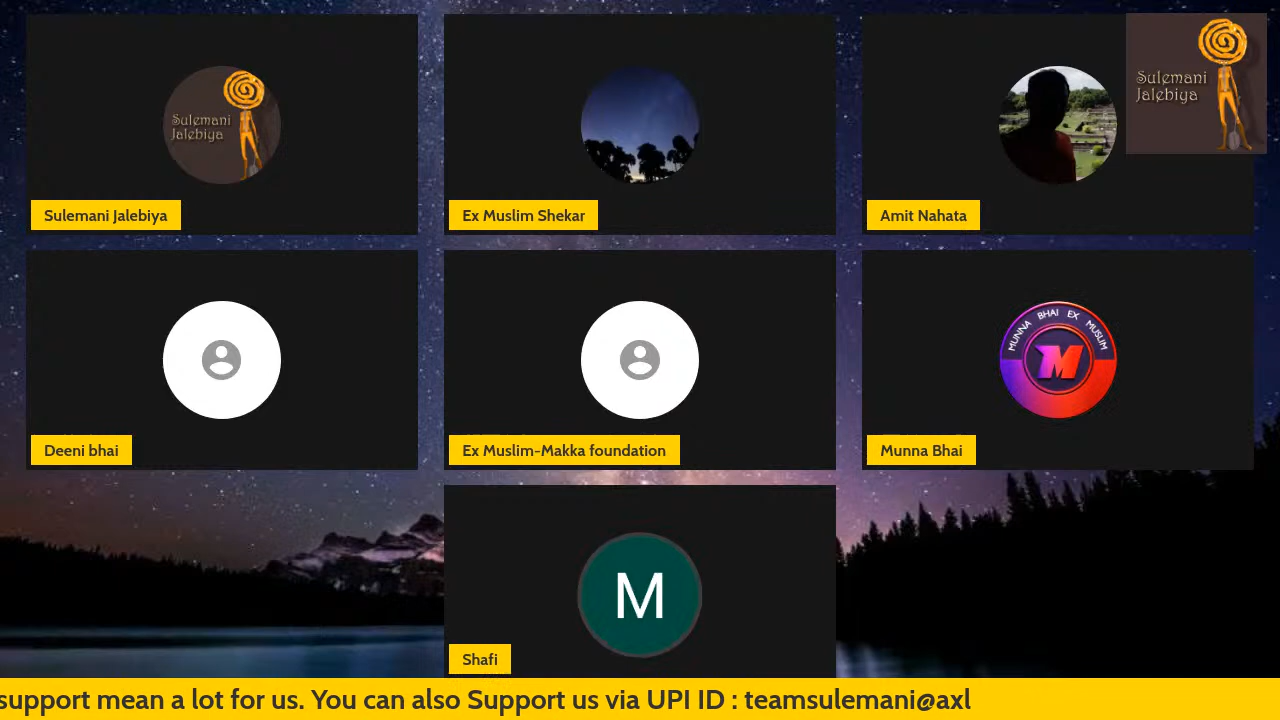 Sulemani
Jalebiya
Sulemani Jalebiya
Ex Muslim Shekar
Amit Nahata
Sulemani
Jalebiya
Deeni bhai
Ex Muslim-Makka foundation
MUNNA BHAI EX MUSLIM
M
Munna Bhai
M
Shafi
support mean a lot for us. You can also Support us via UPI ID : teamsulemani@axl